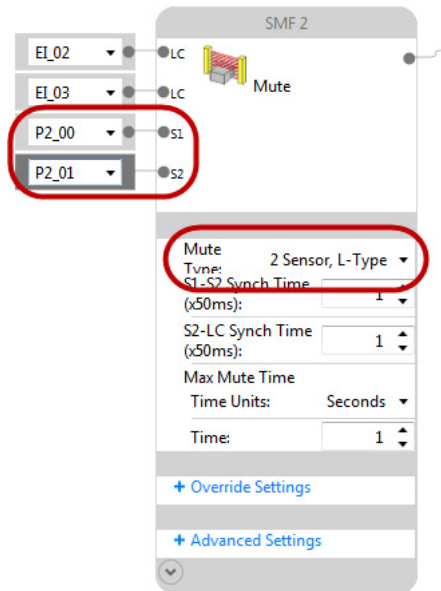 SMF 2
EI_02 LC
Mute
EI_03 LC
P2_00 S1
P2_01 S2
Mute Type: 2 Sensor, L-Type
S1-S2 Synch Time (x50ms): 1
S2-LC Synch Time (x50ms): 1
Max Mute Time
Time Units: Seconds
Time: 1
+ Override Settings
+ Advanced Settings